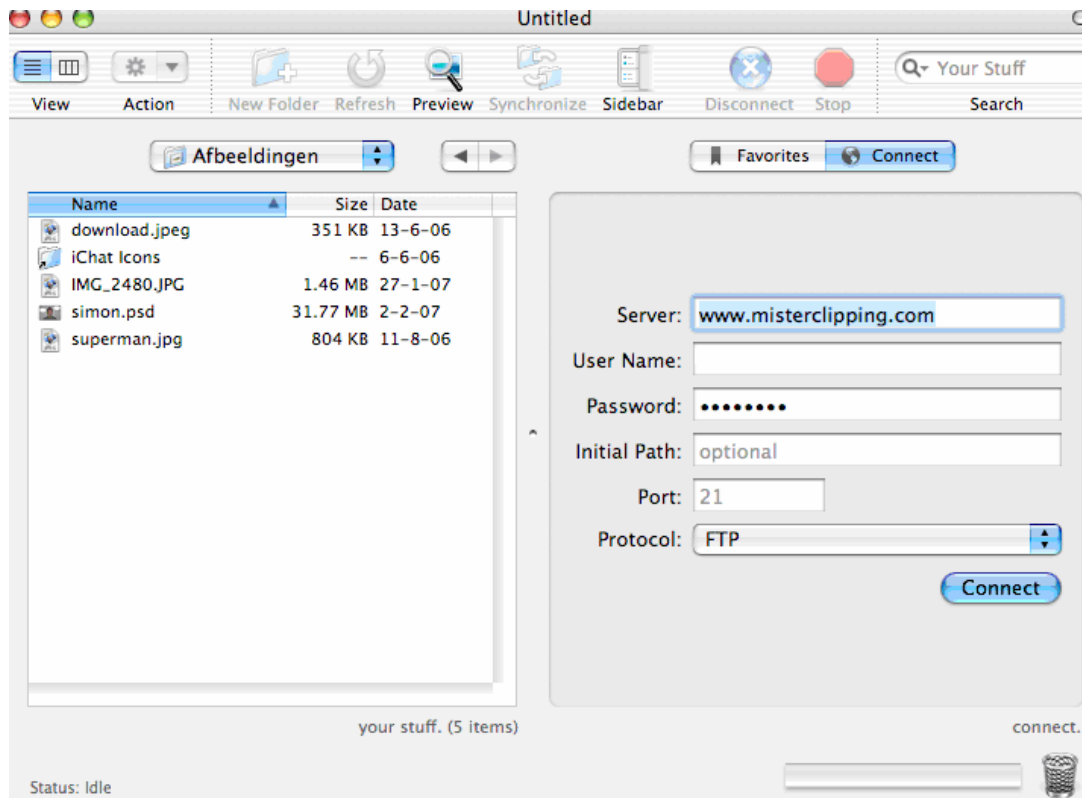 Untitled
Your Stuff
View Action New Folder Refresh Preview Synchronize Sidebar Disconnect Stop Search
Afbeeldingen
Favorites Connect
Name Size Date
download.jpeg 351 KB 13-6-06
iChat Icons -- 6-6-06
IMG_2480.JPG 1.46 MB 27-1-07
simon.psd 31.77 MB 2-2-07
superman.jpg 804 KB 11-8-06
Server: www.misterclipping.com
User Name:
Password: ••••••••
Initial Path: optional
Port: 21
Protocol: FTP
Connect
your stuff. (5 items)
connect.
Status: Idle